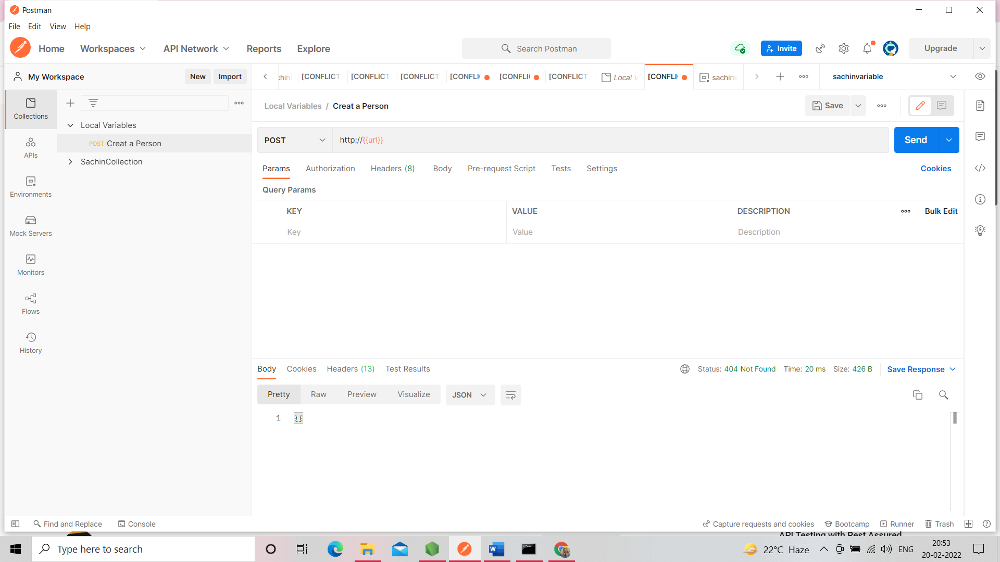 Postman
File Edit View Help
Home Workspaces API Network Reports Explore
Search Postman
Invite
Upgrade
My Workspace
New Import
[CONFLICT [CONFLICT [CONFLICT [CONFLI [CONFLI [CONFLICT Local V [CONFLI sachinv
sachinvariable
Collections
APIs
Environments
Mock Servers
Monitors
Flows
History
Local Variables
POST Creat a Person
SachinCollection
Local Variables / Creat a Person
Save
POST http://{{url}}
Send
Params Authorization Headers (8) Body Pre-request Script Tests Settings
Cookies
Query Params
KEY VALUE DESCRIPTION Bulk Edit
Key Value Description
Body Cookies Headers (13) Test Results
Status: 404 Not Found Time: 20 ms Size: 426 B Save Response
Pretty Raw Preview Visualize JSON
1 {}
Find and Replace Console
Capture requests and cookies Bootcamp Runner Trash
API Testing with Rest Assured
Type here to search
22°C Haze
ENG
20:53
20-02-2022